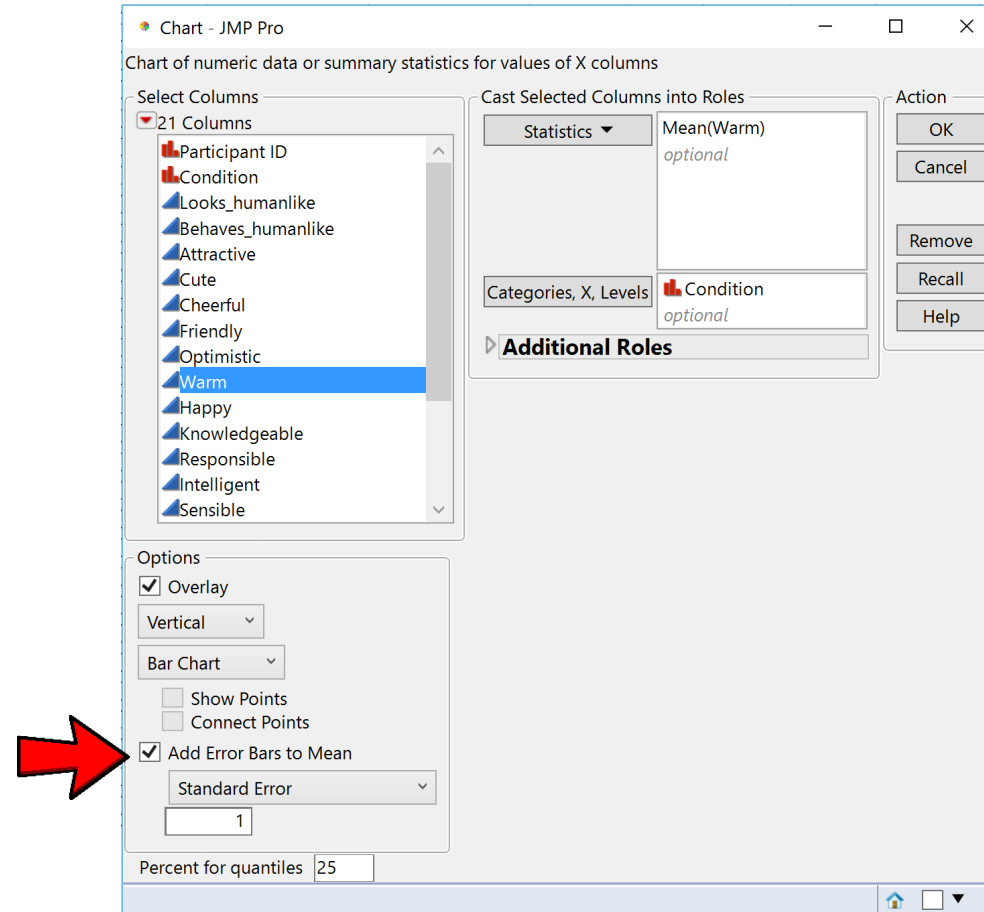 Chart - JMP Pro
Chart of numeric data or summary statistics for values of X columns
Select Columns
21 Columns
Participant ID
Condition
Looks_humanlike
Behaves_humanlike
Attractive
Cute
Cheerful
Friendly
Optimistic
Warm
Happy
Knowledgeable
Responsible
Intelligent
Sensible
Cast Selected Columns into Roles
Statistics
Mean(Warm)
optional
Categories, X, Levels
Condition
optional
Additional Roles
Action
OK
Cancel
Remove
Recall
Help
Options
Overlay
Vertical
Bar Chart
Show Points
Connect Points
Add Error Bars to Mean
Standard Error
1
Percent for quantiles 25